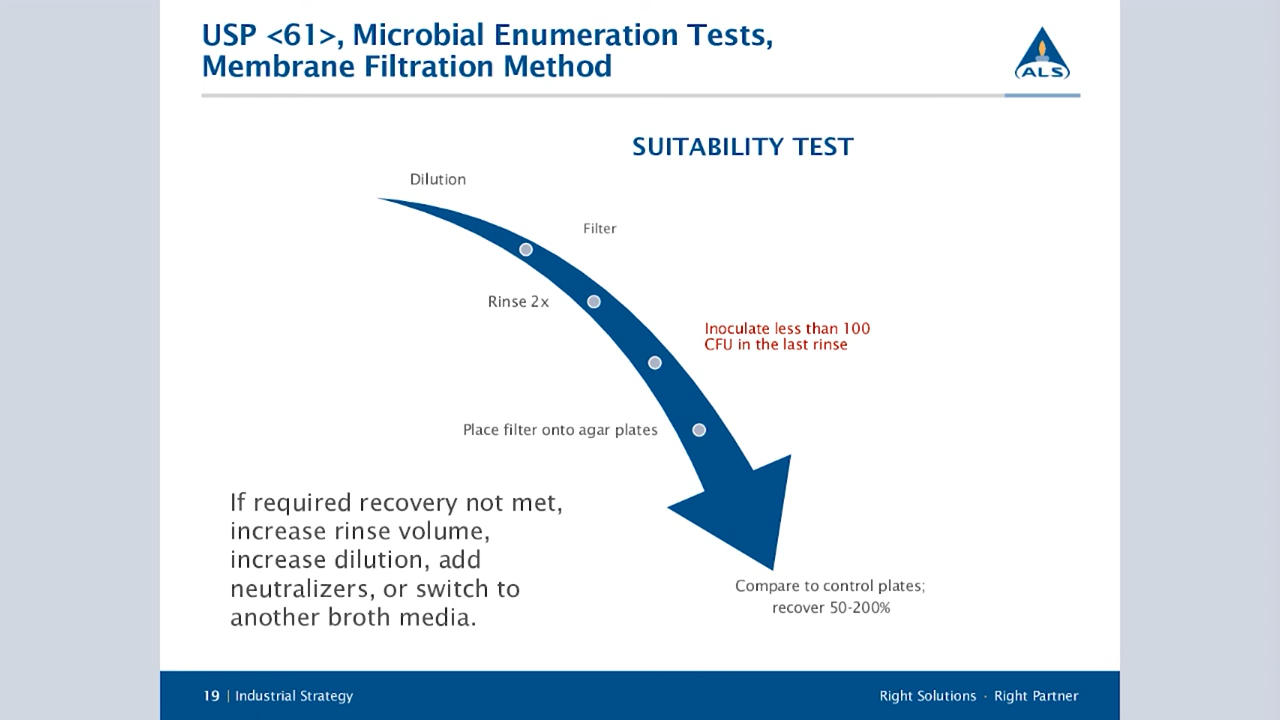 USP <61>, Microbial Enumeration Tests,
Membrane Filtration Method
ALS
SUITABILITY TEST
Dilution
Filter
Rinse 2x
Inoculate less than 100
CFU in the last rinse
Place filter onto agar plates
If required recovery not met,
increase rinse volume,
increase dilution, add
neutralizers, or switch to
another broth media.
Compare to control plates;
recover 50-200%
19 | Industrial Strategy
Right Solutions · Right Partner